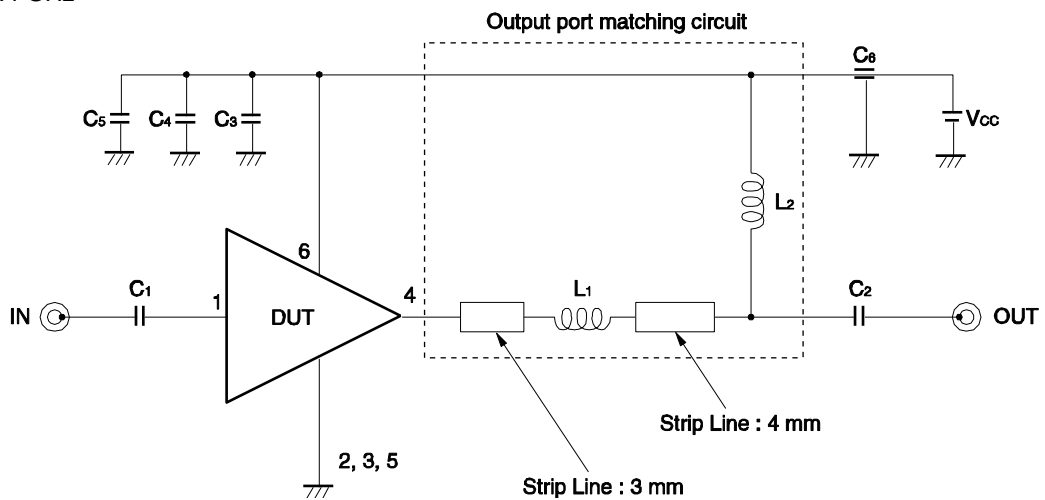 Output port matching circuit
C6
C5
C4
C3
VCC
L2
6
C1
1
4
L1
C2
IN
DUT
OUT
Strip Line : 4 mm
2, 3, 5
Strip Line : 3 mm